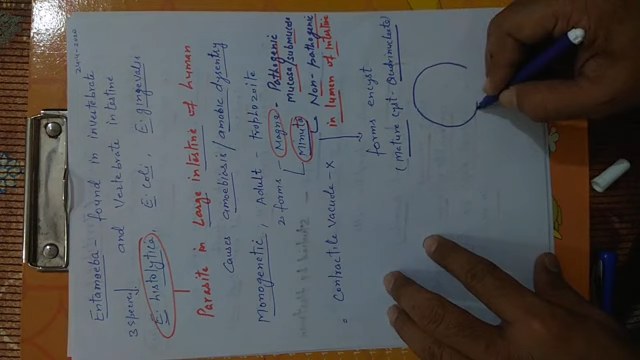 24-4-2020
Entamoeba - found in invertebrate
and Vertebrate Intestine
3 species
E histolytica, E coli, E. gingevalis
Parasite in Large intestine of human
Causes amoebiasis/amobic dysentry
Monogenetic, Adult - trophozoite
2 forms
Magna - Pathogenic
Mucosa/submucosa
Minuta
Non-pathogenic
in lumen of Intestine
Contractile Vacuole - x
forms encyst
(Mature cyst - Quadrinucleate)